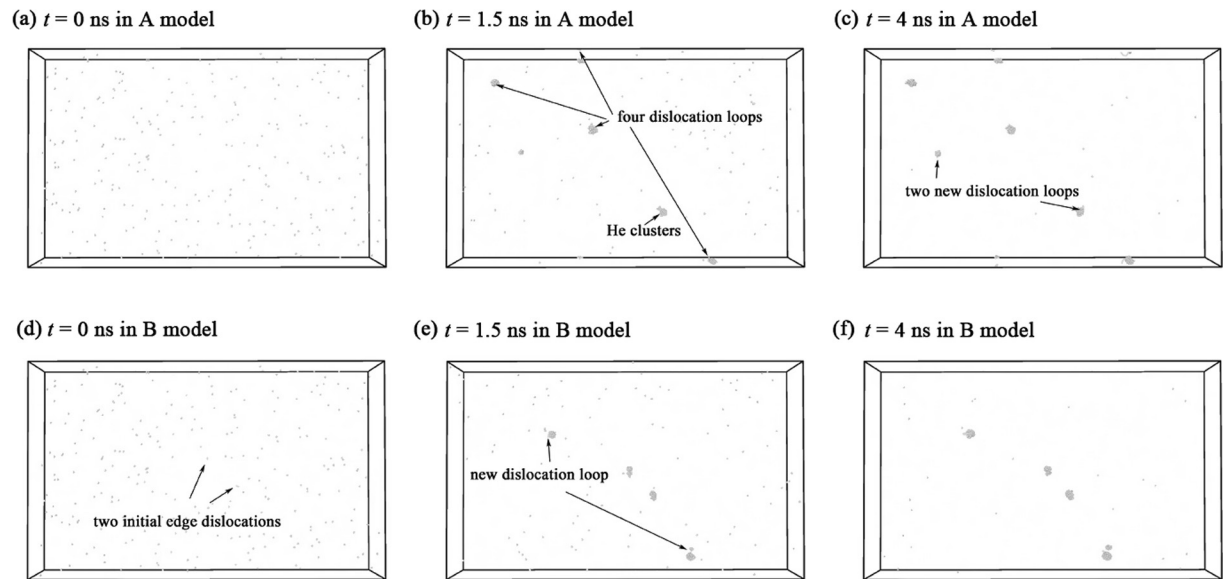 (a) t = 0 ns in A model
(b) t = 1.5 ns in A model
(c) t = 4 ns in A model
four dislocation loops
He clusters
two new dislocation loops
(d) t = 0 ns in B model
(e) t = 1.5 ns in B model
(f) t = 4 ns in B model
two initial edge dislocations
new dislocation loop